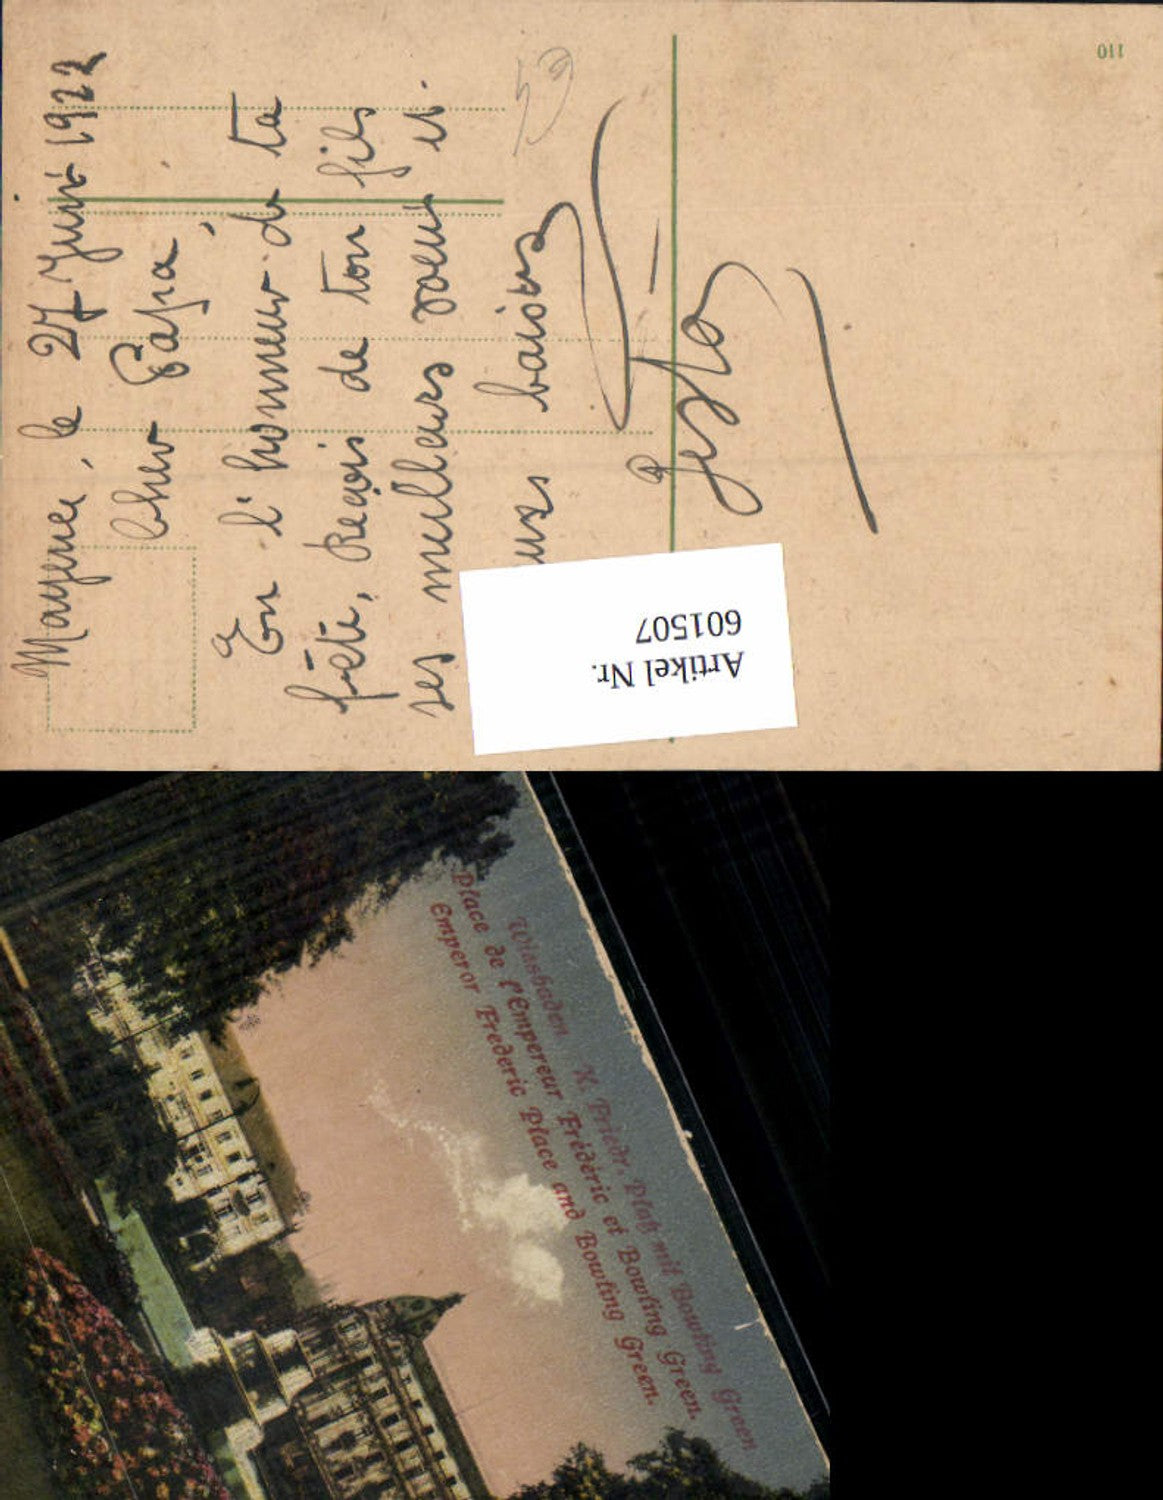 Mayence, le 27 Juin 1922
Cher Papa,
En l'honneur de ta
fête, Reçois de ton fils
ses meilleurs voeux et
baisers
110
Artikel Nr.
601507
Wiesbaden K. Friedr. Platz mit Bowling Green
Place de l'Empereur Frédéric et Bowling Green.
Emperor Frederic Place and Bowling Green.